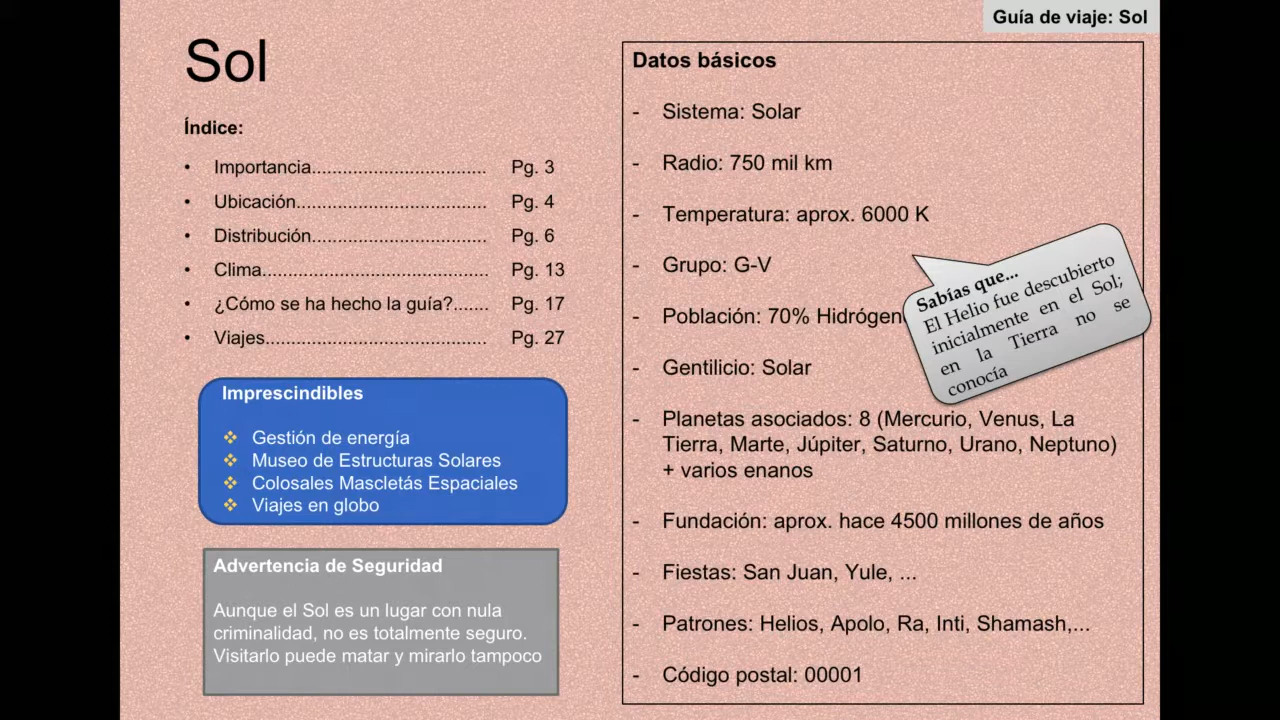 Guía de viaje: Sol
Sol
Índice:
• Importancia.................................. Pg. 3
• Ubicación..................................... Pg. 4
• Distribución.................................. Pg. 6
• Clima............................................ Pg. 13
• ¿Cómo se ha hecho la guía?....... Pg. 17
• Viajes........................................... Pg. 27
Imprescindibles
❖ Gestión de energía
❖ Museo de Estructuras Solares
❖ Colosales Mascletás Espaciales
❖ Viajes en globo
Advertencia de Seguridad
Aunque el Sol es un lugar con nula
criminalidad, no es totalmente seguro.
Visitarlo puede matar y mirarlo tampoco
Datos básicos
- Sistema: Solar
- Radio: 750 mil km
- Temperatura: aprox. 6000 K
- Grupo: G-V
- Población: 70% Hidrógen
- Gentilicio: Solar
- Planetas asociados: 8 (Mercurio, Venus, La
Tierra, Marte, Júpiter, Saturno, Urano, Neptuno)
+ varios enanos
- Fundación: aprox. hace 4500 millones de años
- Fiestas: San Juan, Yule, ...
- Patrones: Helios, Apolo, Ra, Inti, Shamash,...
- Código postal: 00001
Sabías que...
El Helio fue descubierto
inicialmente en el Sol;
en la Tierra no se
conocía